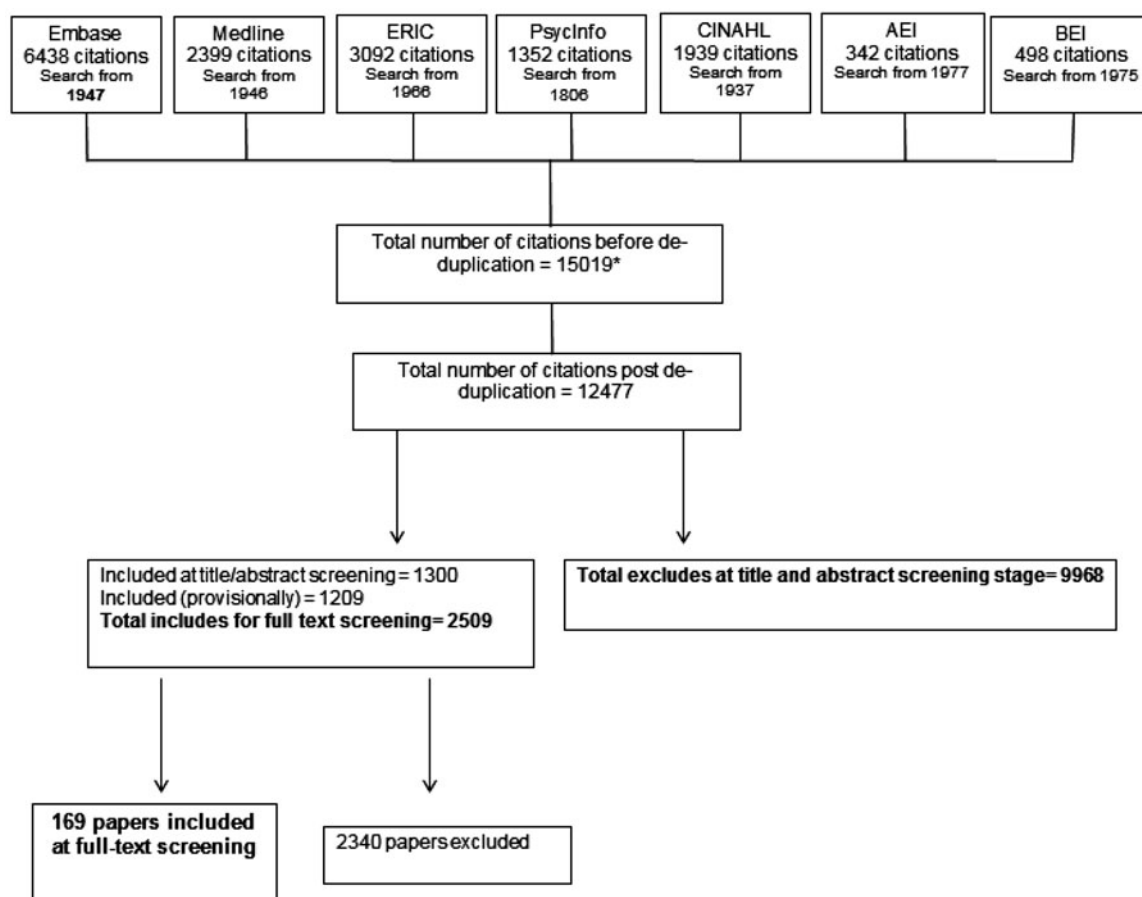 Embase
6438 citations
Search from
1947
Medline
2399 citations
Search from
1946
ERIC
3092 citations
Search from
1966
PsycInfo
1352 citations
Search from
1806
CINAHL
1939 citations
Search from
1937
AEI
342 citations
Search from 1977
BEI
498 citations
Search from 1975
Total number of citations before de-
duplication = 15019*
Total number of citations post de-
duplication = 12477
Included at title/abstract screening = 1300
Included (provisionally) = 1209
Total includes for full text screening= 2509
Total excludes at title and abstract screening stage= 9968
169 papers included
at full-text screening
2340 papers excluded